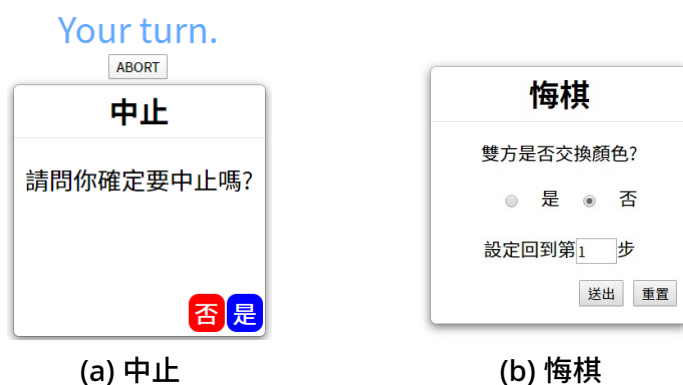 Your turn.
ABORT
中止
請問你確定要中止嗎?
否 是
(a) 中止
悔棋
雙方是否交換顏色?
是 否
設定回到第 1 步
送出 重置
(b) 悔棋